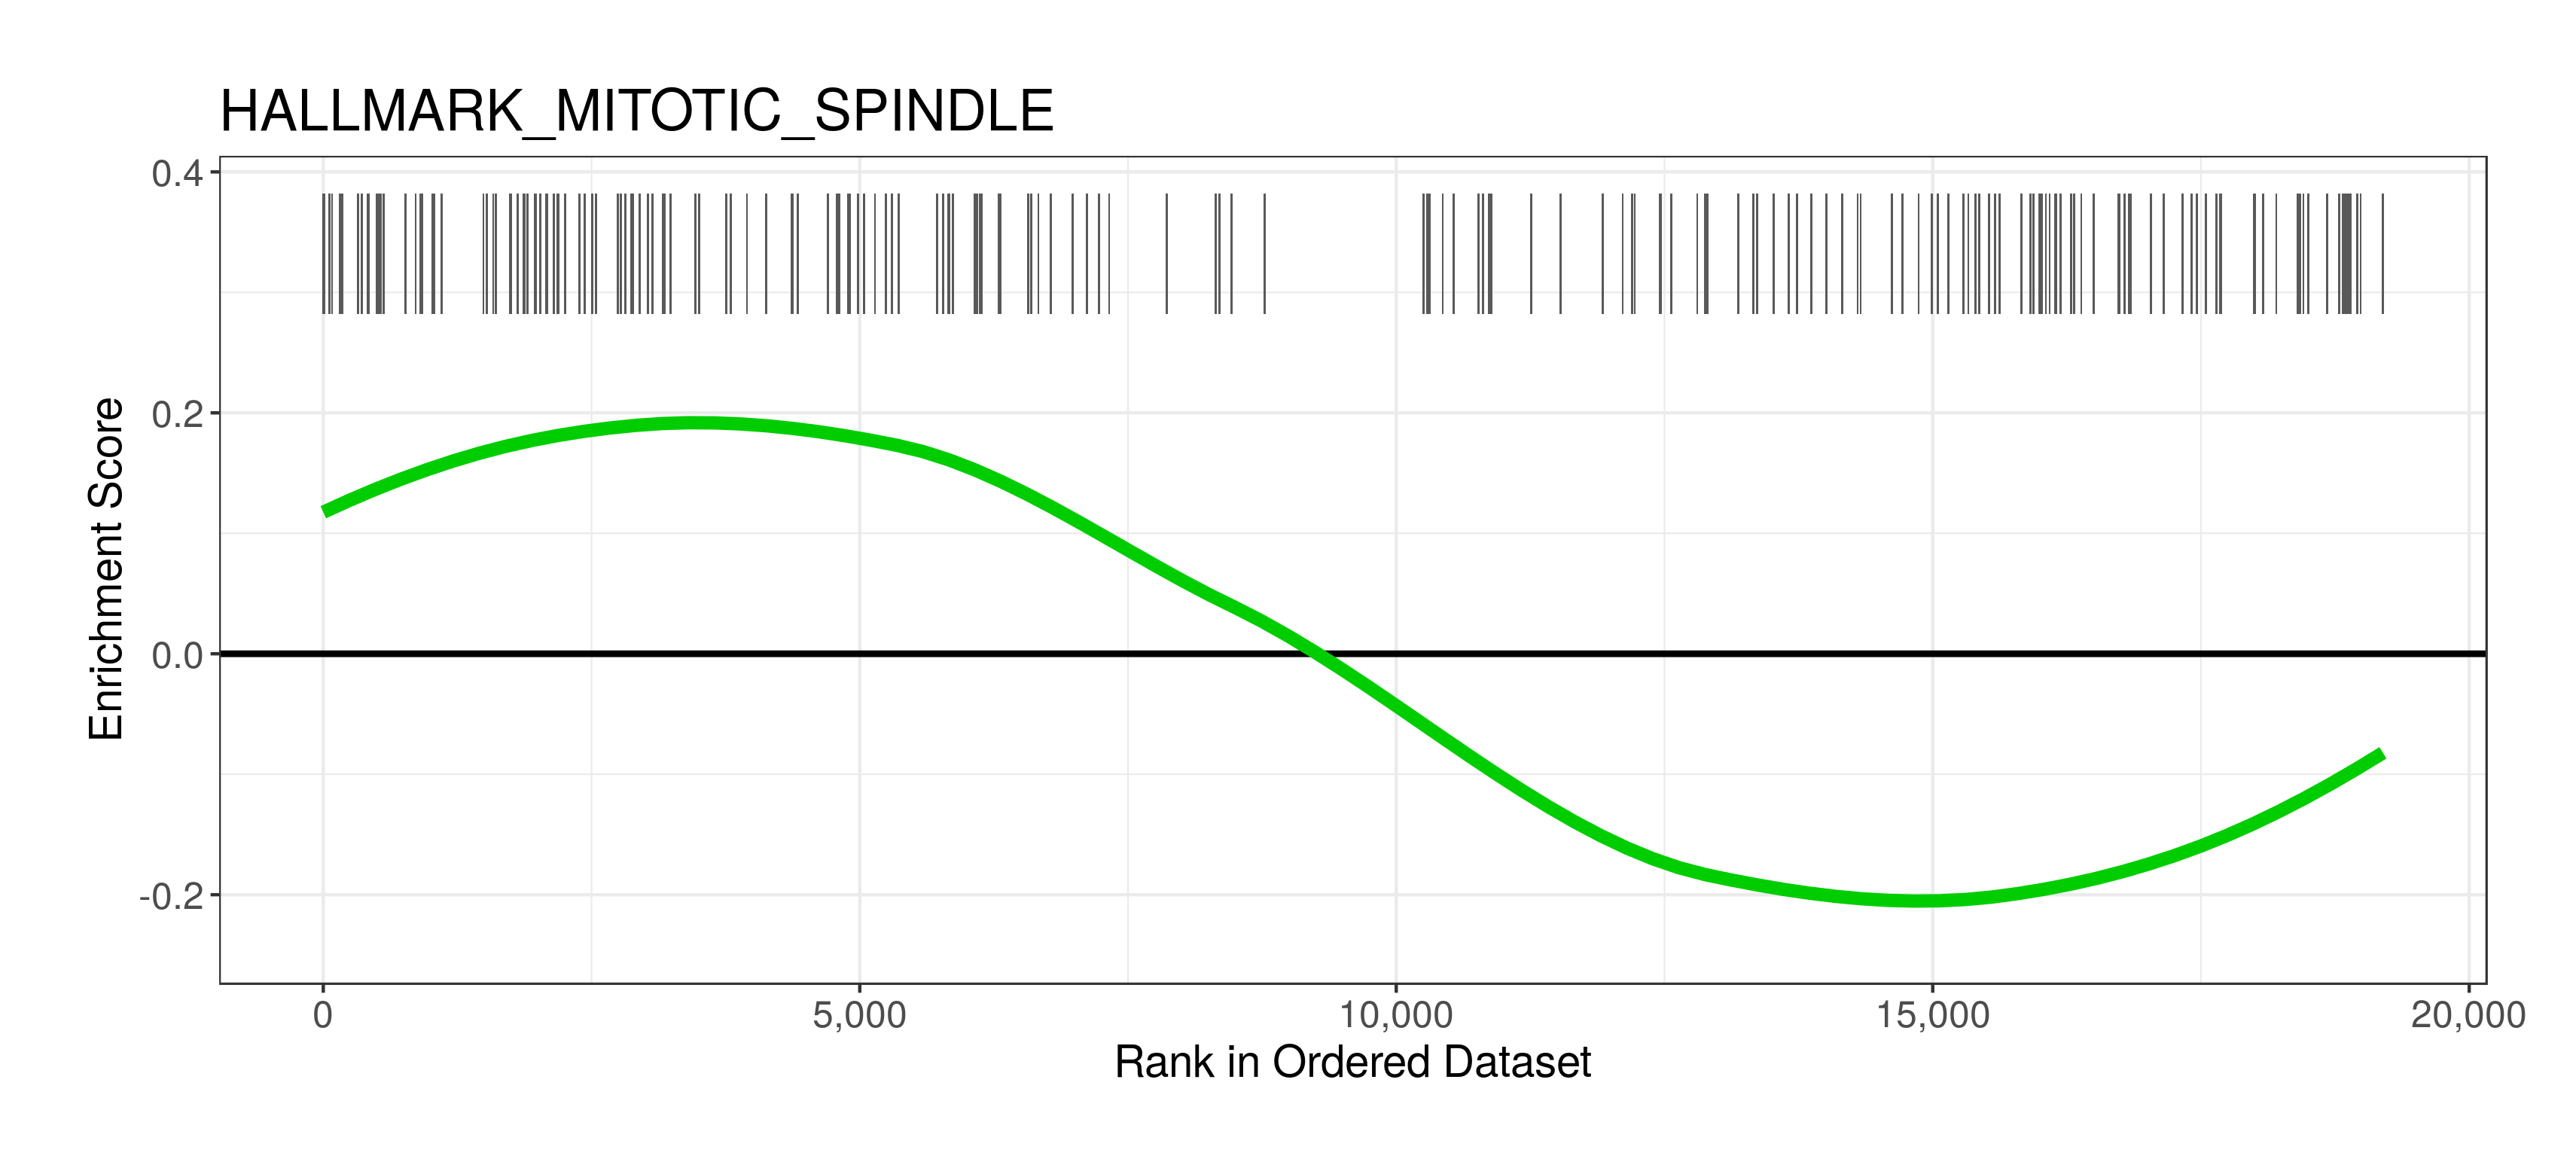 HALLMARK_MITOTIC_SPINDLE
0.4
0.2
0.0
-0.2
Enrichment Score
0 5,000 10,000 15,000 20,000
Rank in Ordered Dataset